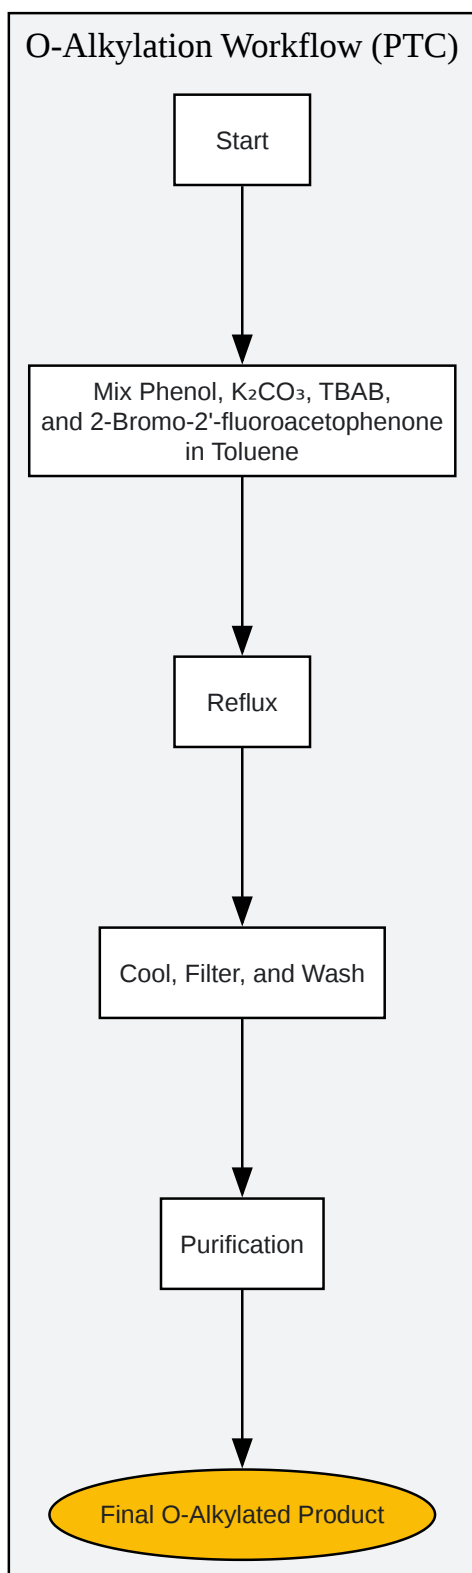 O-Alkylation Workflow (PTC)
Start
Mix Phenol, K₂CO₃, TBAB,
and 2-Bromo-2'-fluoroacetophenone
in Toluene
Reflux
Cool, Filter, and Wash
Purification
Final O-Alkylated Product